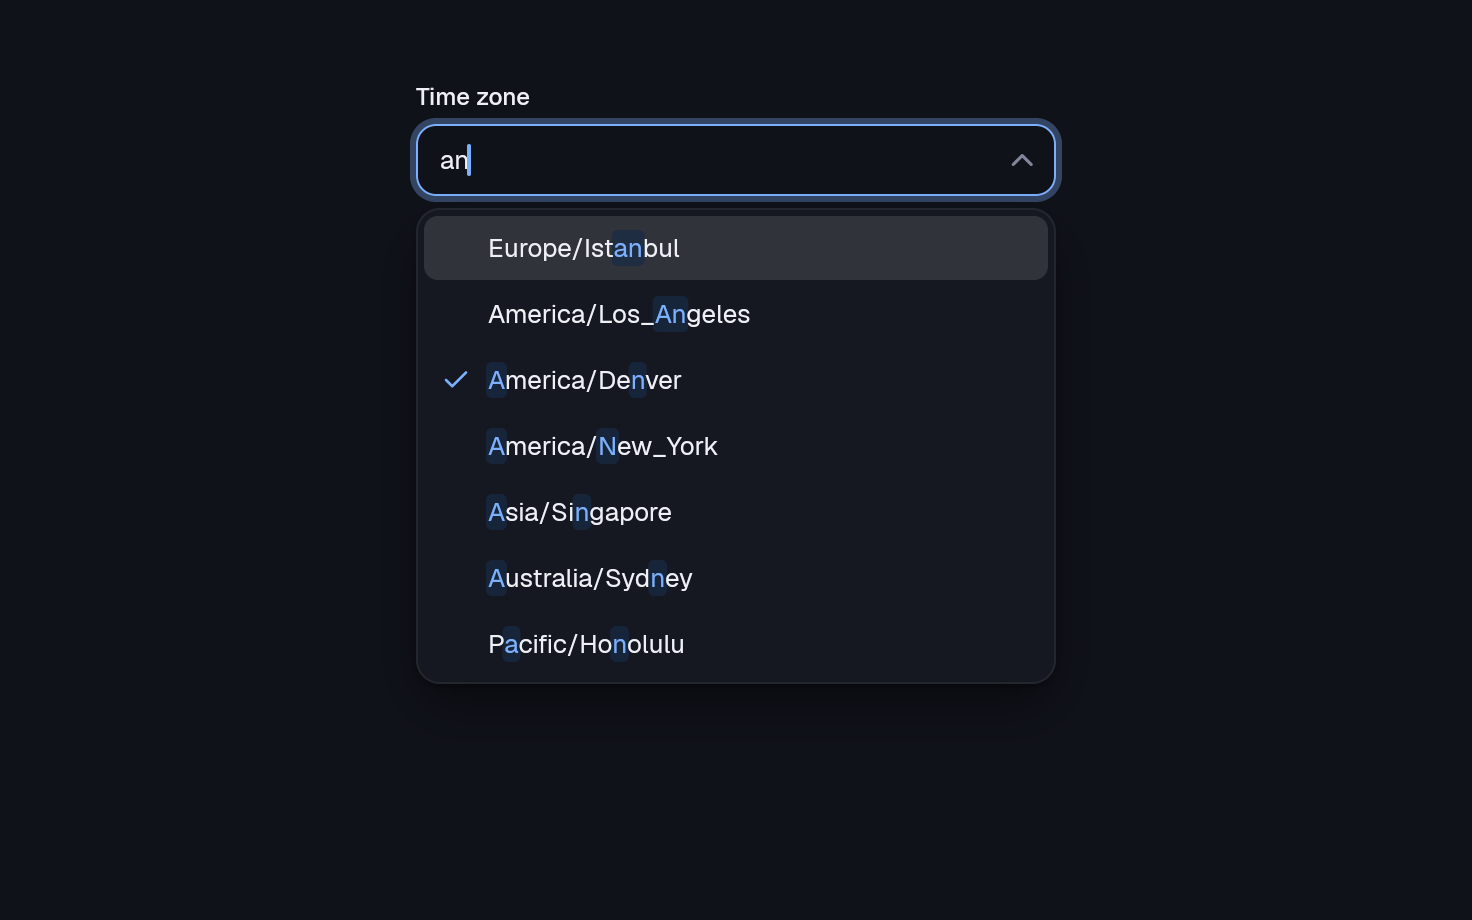 Time zone
an
Europe/Istanbul
America/Los_Angeles
America/Denver
America/New_York
Asia/Singapore
Australia/Sydney
Pacific/Honolulu